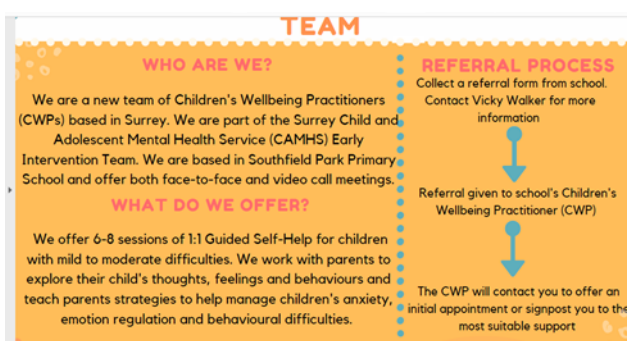 TEAM
WHO ARE WE?
We are a new team of Children's Wellbeing Practitioners
(CWPs) based in Surrey. We are part of the Surrey Child and
Adolescent Mental Health Service (CAMHS) Early
Intervention Team. We are based in Southfield Park Primary
School and offer both face-to-face and video call meetings.
WHAT DO WE OFFER?
We offer 6-8 sessions of 1:1 Guided Self-Help for children
with mild to moderate difficulties. We work with parents to
explore their child's thoughts, feelings and behaviours and
teach parents strategies to help manage children's anxiety,
emotion regulation and behavioural difficulties.
REFERRAL PROCESS
Collect a referral form from school.
Contact Vicky Walker for more
information
Referral given to school's Children's
Wellbeing Practitioner (CWP)
The CWP will contact you to offer an
initial appointment or signpost you to the
most suitable support